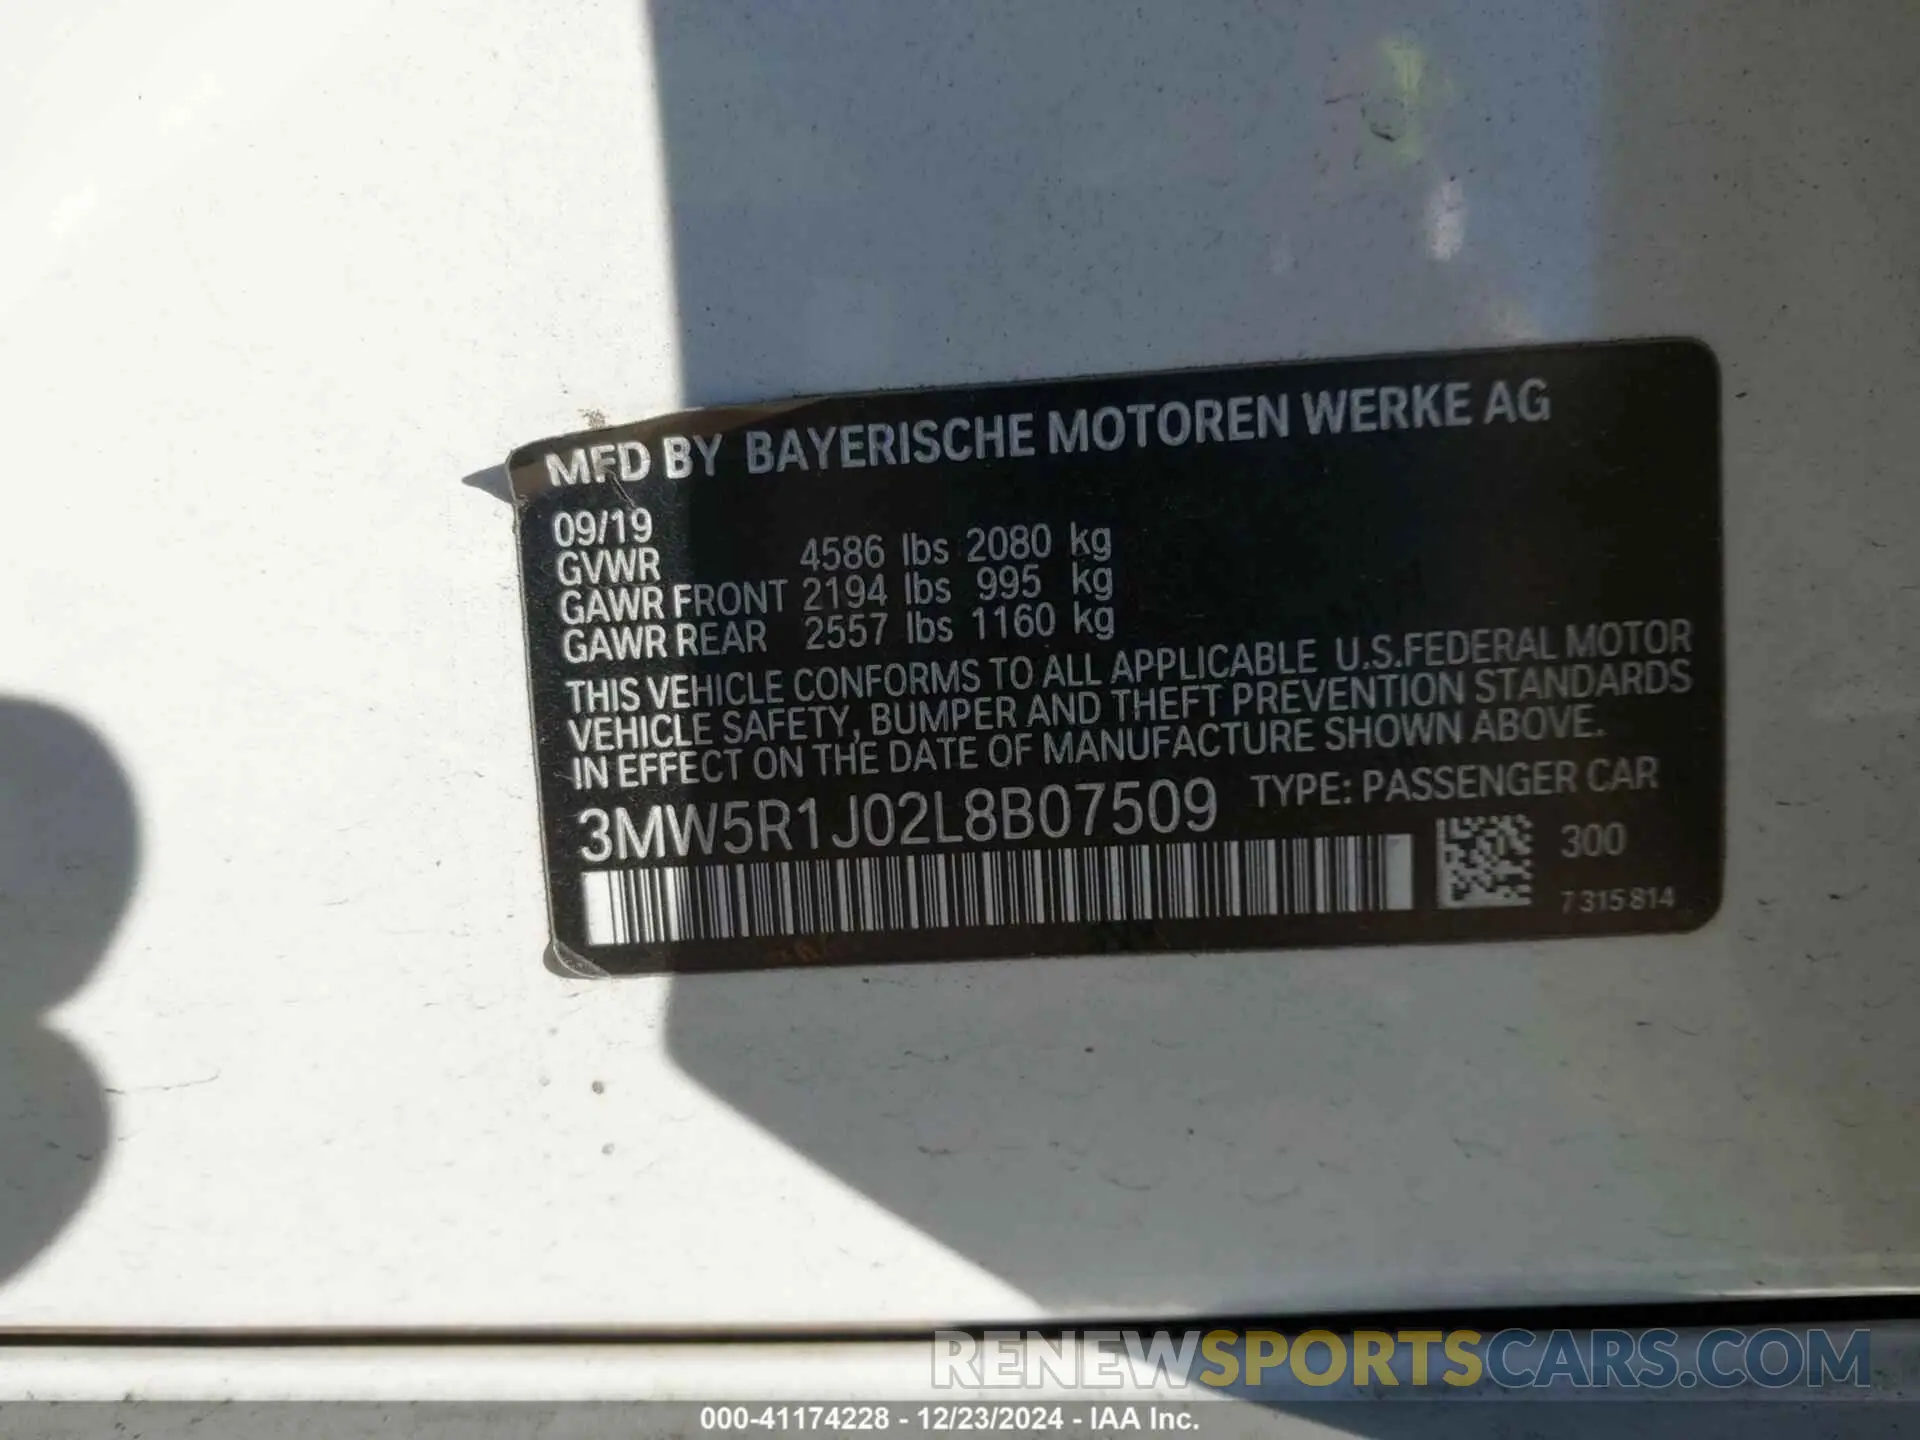 MFD BY BAYERISCHE MOTOREN WERKE AG
09/19
GVWR 4586 lbs 2080 kg
GAWR FRONT 2194 lbs 995 kg
GAWR REAR 2557 lbs 1160 kg
THIS VEHICLE CONFORMS TO ALL APPLICABLE U.S.FEDERAL MOTOR
VEHICLE SAFETY, BUMPER AND THEFT PREVENTION STANDARDS
IN EFFECT ON THE DATE OF MANUFACTURE SHOWN ABOVE.
3MW5R1J02L8B07509 TYPE: PASSENGER CAR
300
7 315 814
RENEWSPORTSCARS.COM
000-41174228 - 12/23/2024 - IAA Inc.